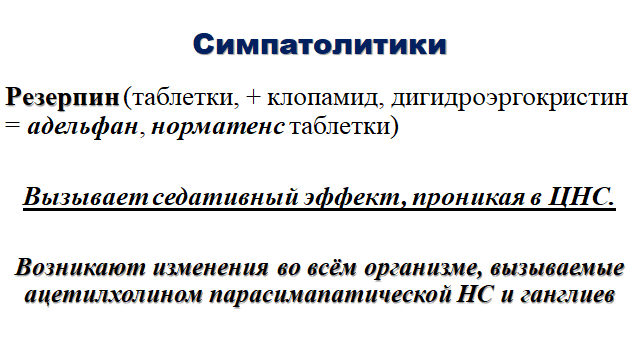 Симпатолитики
Резерпин (таблетки, + клопамид, дигидроэргокристин
= адельфан, норматенс таблетки)
Вызывает седативный эффект, проникая в ЦНС.
Возникают изменения во всём организме, вызываемые
ацетилхолином парасимапатической НС и ганглиев